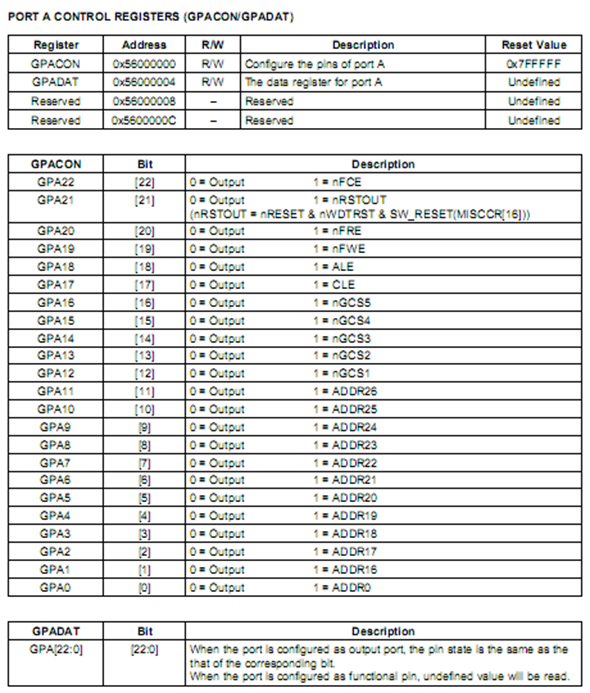 PORT A CONTROL REGISTERS (GPACON/GPADAT)
Register Address R/W Description Reset Value
GPACON 0x56000000 R/W Configure the pins of port A 0x7FFFFF
GPADAT 0x56000004 R/W The data register for port A Undefined
Reserved 0x56000008 – Reserved Undefined
Reserved 0x5600000C – Reserved Undefined
GPACON Bit Description
GPA22 [22] 0 = Output 1 = nFCE
GPA21 [21] 0 = Output 1 = nRSTOUT
(nRSTOUT = nRESET & nWDTRST & SW_RESET(MISCCR[16]))
GPA20 [20] 0 = Output 1 = nFRE
GPA19 [19] 0 = Output 1 = nFWE
GPA18 [18] 0 = Output 1 = ALE
GPA17 [17] 0 = Output 1 = CLE
GPA16 [16] 0 = Output 1 = nGCS5
GPA15 [15] 0 = Output 1 = nGCS4
GPA14 [14] 0 = Output 1 = nGCS3
GPA13 [13] 0 = Output 1 = nGCS2
GPA12 [12] 0 = Output 1 = nGCS1
GPA11 [11] 0 = Output 1 = ADDR26
GPA10 [10] 0 = Output 1 = ADDR25
GPA9 [9] 0 = Output 1 = ADDR24
GPA8 [8] 0 = Output 1 = ADDR23
GPA7 [7] 0 = Output 1 = ADDR22
GPA6 [6] 0 = Output 1 = ADDR21
GPA5 [5] 0 = Output 1 = ADDR20
GPA4 [4] 0 = Output 1 = ADDR19
GPA3 [3] 0 = Output 1 = ADDR18
GPA2 [2] 0 = Output 1 = ADDR17
GPA1 [1] 0 = Output 1 = ADDR16
GPA0 [0] 0 = Output 1 = ADDR0
GPADAT Bit Description
GPA[22:0] [22:0] When the port is configured as output port, the pin state is the same as the
that of the corresponding bit.
When the port is configured as functional pin, undefined value will be read.